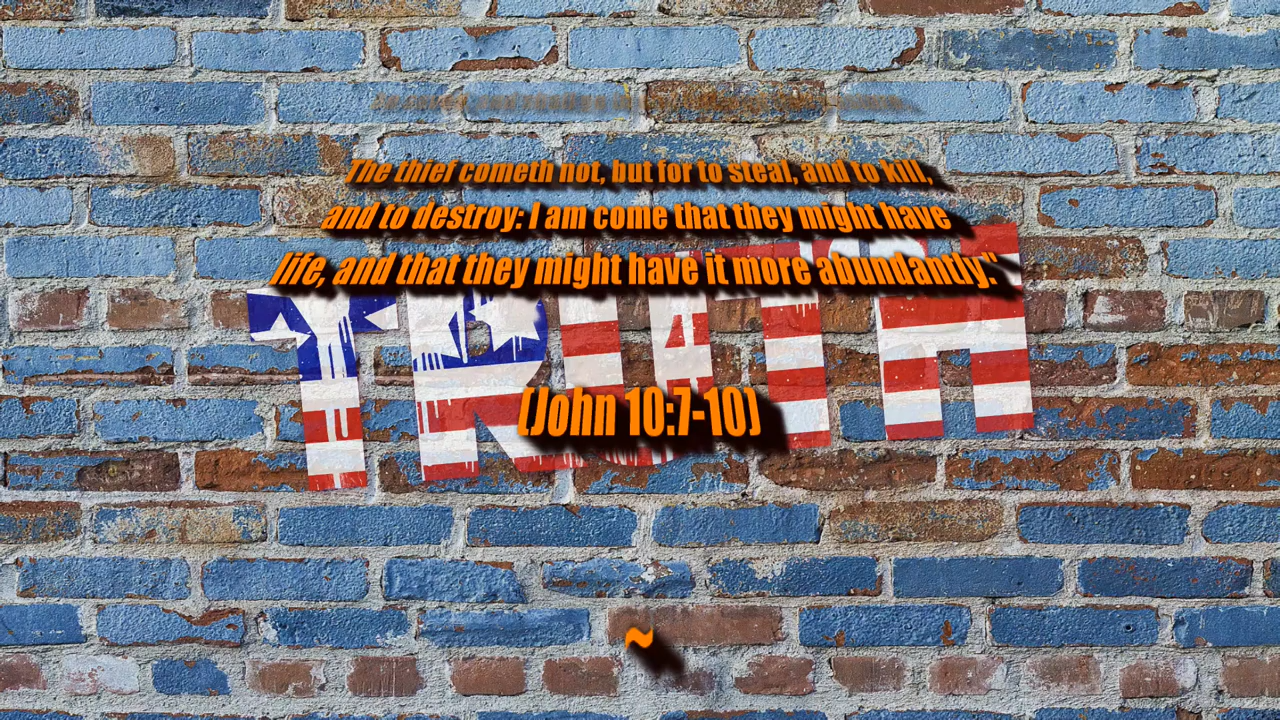 The thief cometh not, but for to steal, and to kill,
and to destroy: I am come that they might have
life, and that they might have it more abundantly."
TRUTH
(John 10:7-10)
~